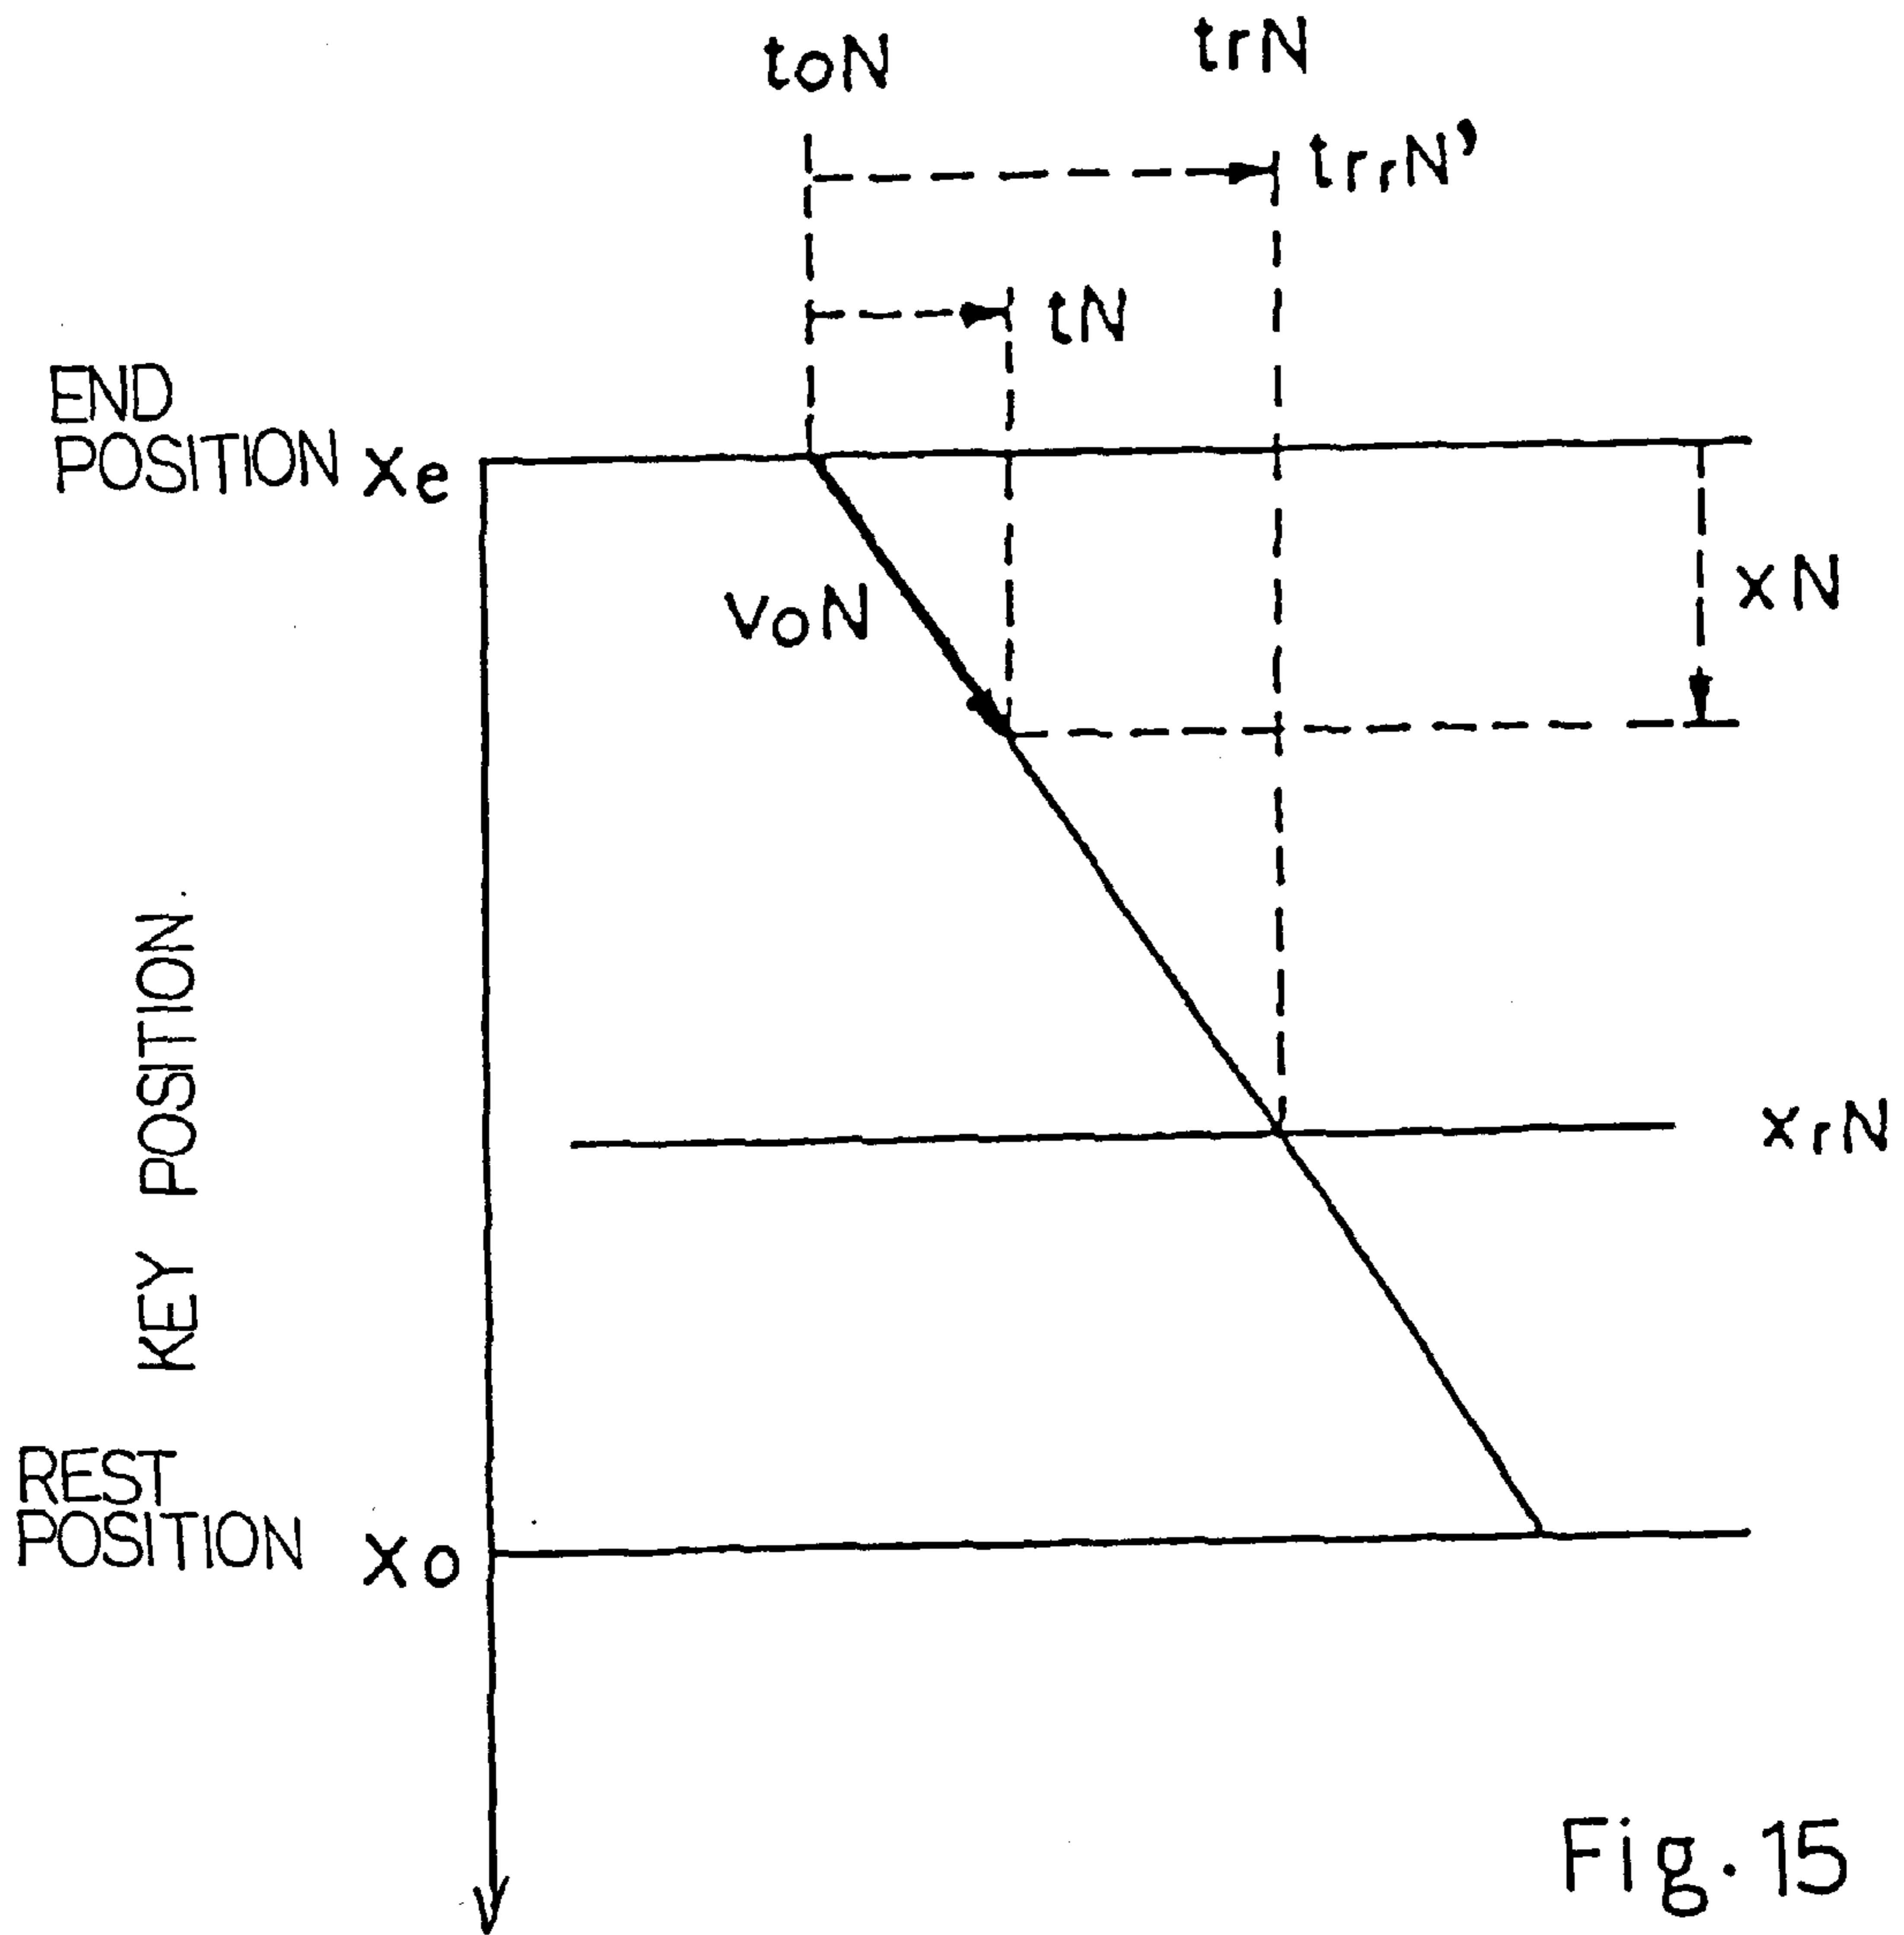 toN
trN
trrN'
tN
END
POSITION xe
voN
xN
KEY POSITION.
xrN
REST
POSITION xo
Fig.15